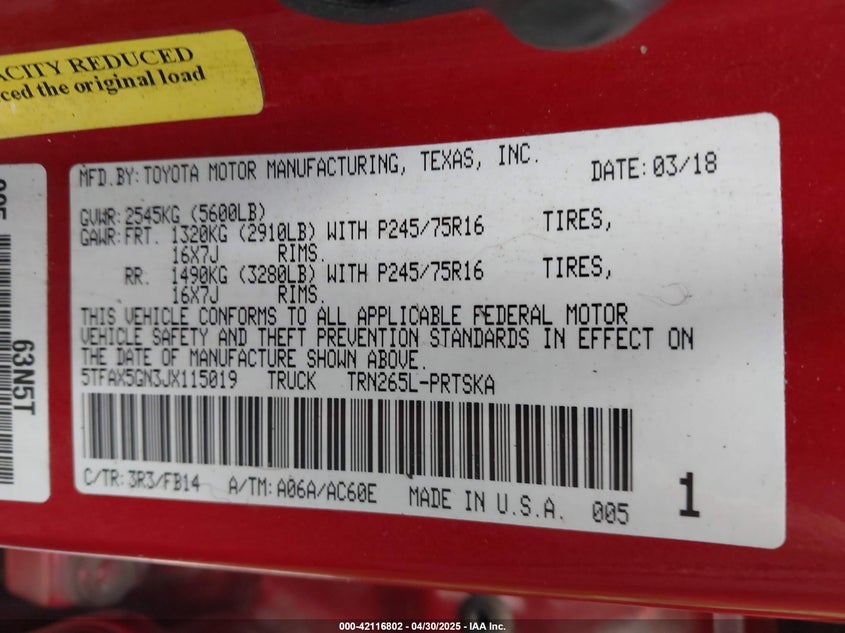 ACITY REDUCED
ced the original load
63N5T
MFD.BY: TOYOTA MOTOR MANUFACTURING, TEXAS, INC. DATE: 03/18
GVWR: 2545KG (5600LB)
GAWR: FRT. 1320KG (2910LB) WITH P245/75R16 TIRES,
16X7J RIMS.
RR. 1490KG (3280LB) WITH P245/75R16 TIRES,
16X7J RIMS.
THIS VEHICLE CONFORMS TO ALL APPLICABLE FEDERAL MOTOR
VEHICLE SAFETY AND THEFT PREVENTION STANDARDS IN EFFECT ON
THE DATE OF MANUFACTURE SHOWN ABOVE.
5TFAX5GN3JX115019 TRUCK TRN265L-PRTSKA
C/TR: 3R3/FB14 A/TM: A06A/AC60E MADE IN U.S.A. 005 1
000-42116802 - 04/30/2025 - IAA Inc.